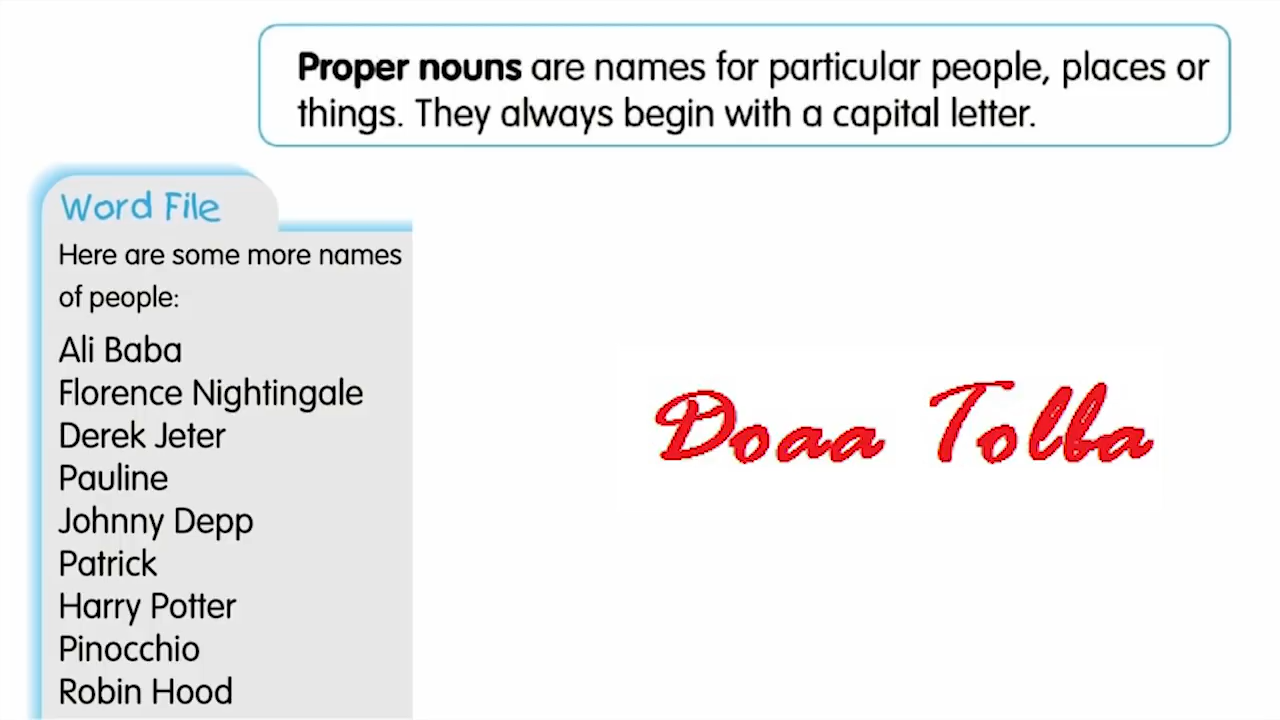 Proper nouns are names for particular people, places or
things. They always begin with a capital letter.
Word File
Here are some more names
of people:
Ali Baba
Florence Nightingale
Derek Jeter
Pauline
Johnny Depp
Patrick
Harry Potter
Pinocchio
Robin Hood
Doaa Tolba